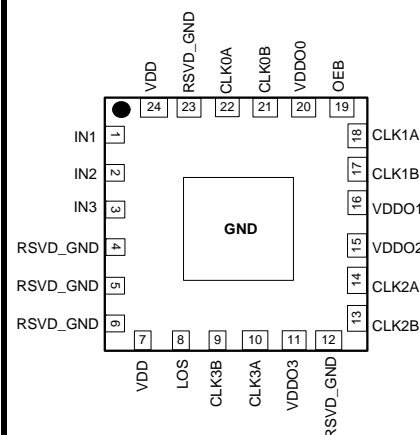 VDD
RSVD_GND
CLK0A
CLK0B
VDDO0
OEB
24
23
22
21
20
19
IN1
1
IN2
2
IN3
3
RSVD_GND
4
RSVD_GND
5
RSVD_GND
6
GND
18
CLK1A
17
CLK1B
16
VDDO1
15
VDDO2
14
CLK2A
13
CLK2B
7
8
9
10
11
12
VDD
LOS
CLK3B
CLK3A
VDDO3
RSVD_GND